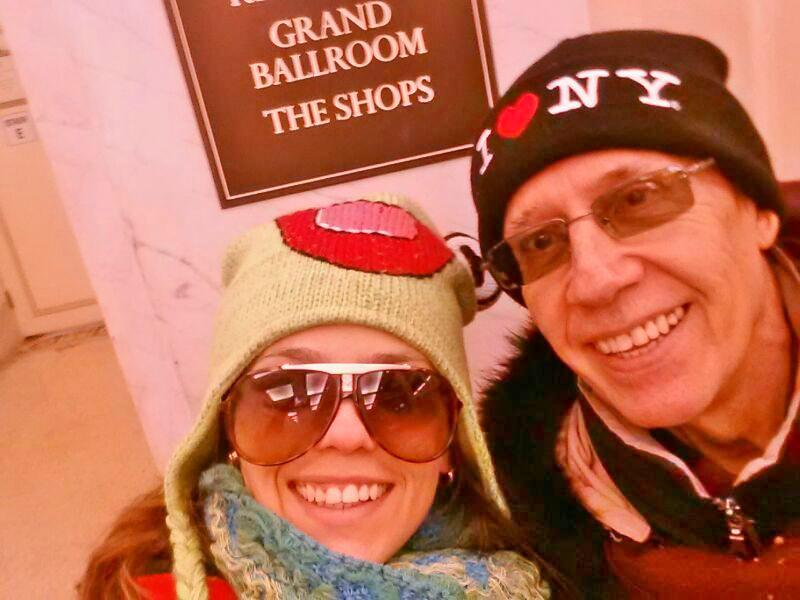 GRAND
BALLROOM
THE SHOPS
I ♥ NY
E